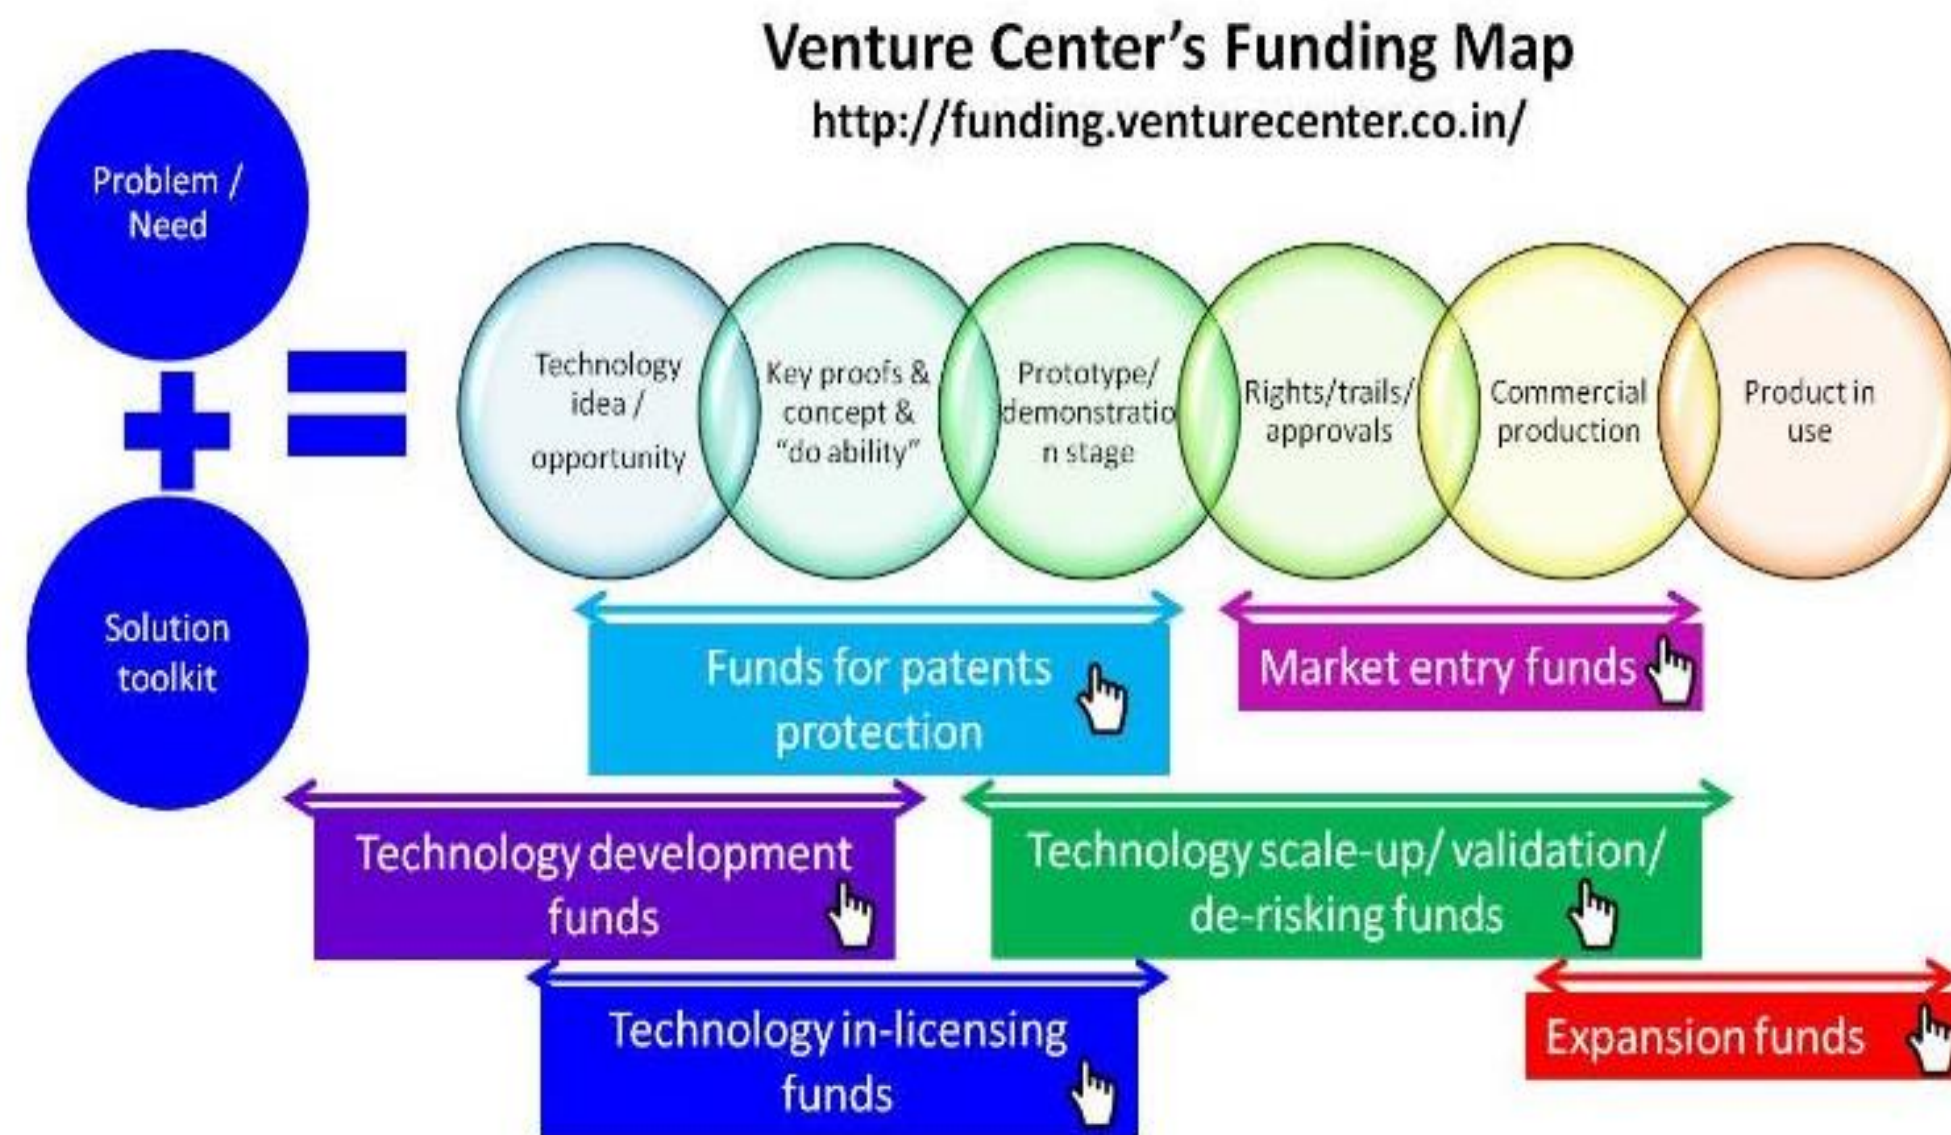 Venture Center’s Funding Map
http://funding.venturecenter.co.in/
Problem /
Need
Solution
toolkit
Technology
idea /
opportunity
Key proofs &
concept &
“do ability”
Prototype/
demonstratio
n stage
Rights/trails/
approvals
Commercial
production
Product in
use
Funds for patents
protection
Market entry funds
Technology development
funds
Technology scale-up/ validation/
de-risking funds
Technology in-licensing
funds
Expansion funds